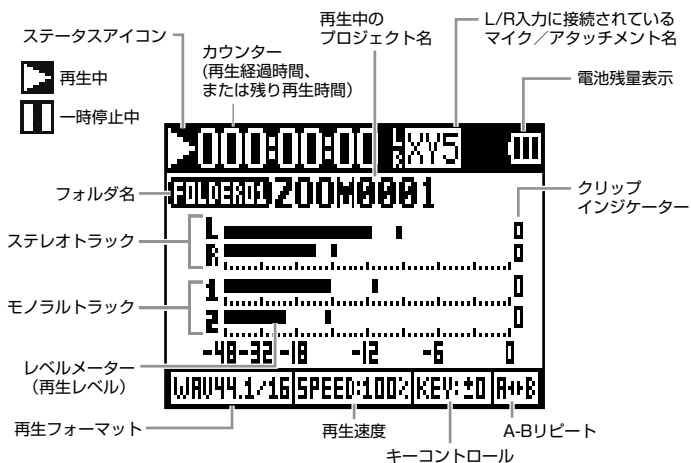 ステータスアイコン
再生中
一時停止中
カウンター
(再生経過時間、
または残り再生時間)
再生中の
プロジェクト名
L/R入力に接続されている
マイク／アタッチメント名
電池残量表示
000:00:00 LR XY5
フォルダ名
FOLDER01 ZOOM0001
クリップ
インジケーター
ステレオトラック
L 0
R 0
モノラルトラック
1 0
2 0
-48 -32 -18 -12 -6 0
レベルメーター
（再生レベル）
WAV44.1/16 SPEED:100% KEY:±0 A↔B
再生フォーマット
再生速度
キーコントロール
A-Bリピート